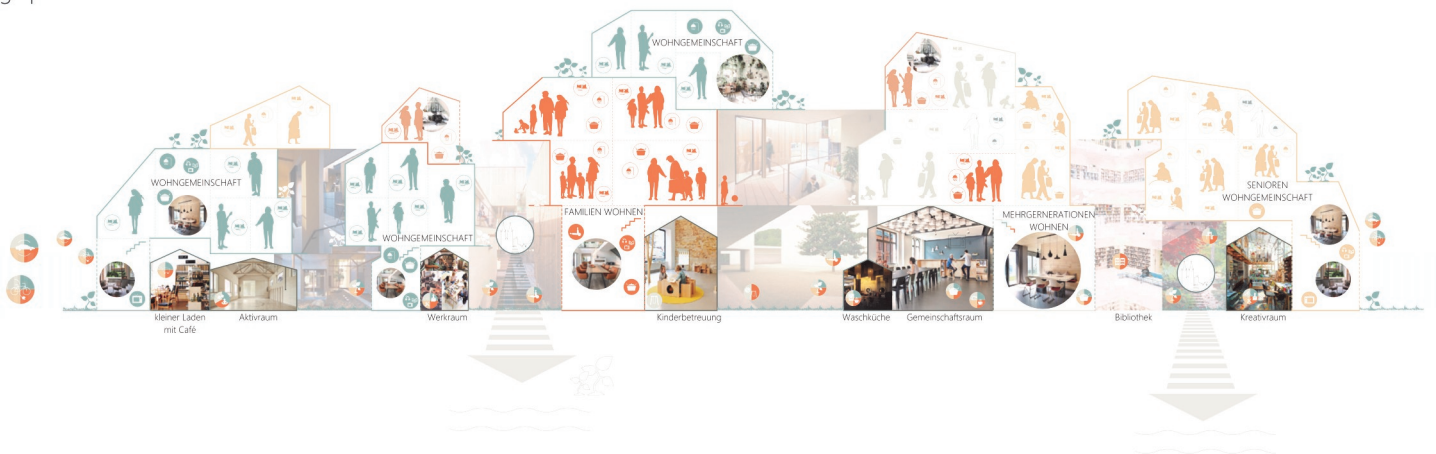 WOHNGEMEINSCHAFT
WOHNGEMEINSCHAFT
WOHNGEMEINSCHAFT
FAMILIEN WOHNEN
MEHRGERNERATIONEN
WOHNEN
SENIOREN
WOHNGEMEINSCHAFT
kleiner Laden
mit Café
Aktivraum
Werkraum
Kinderbetreuung
Waschküche
Gemeinschaftsraum
Bibliothek
Kreativraum